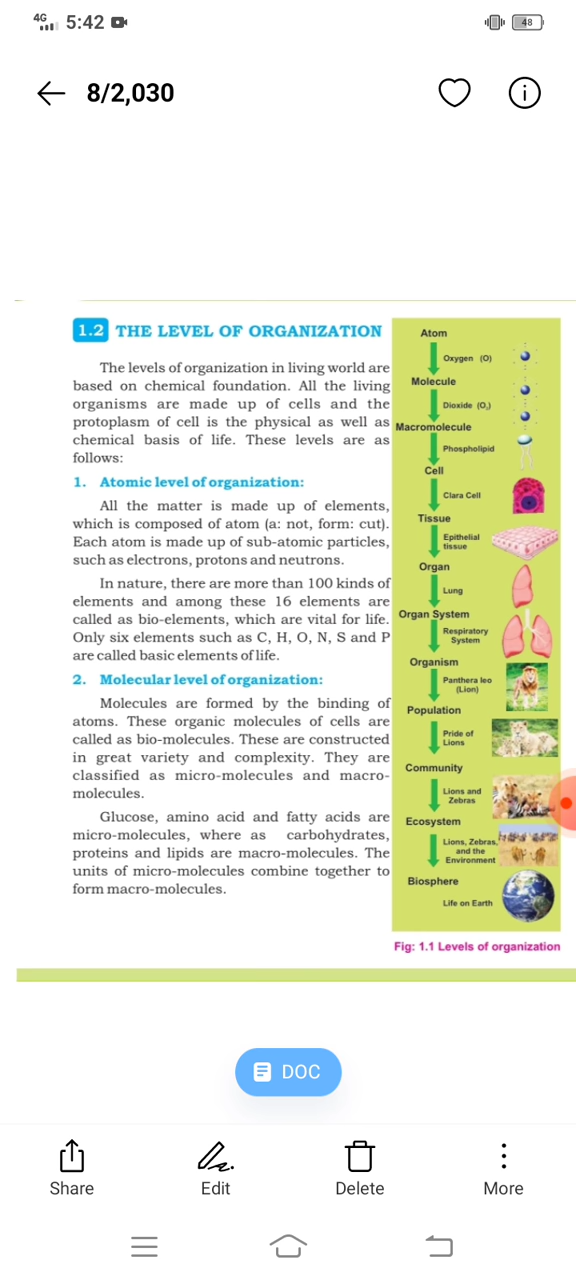 4G 5:42 48
8/2,030
1.2 THE LEVEL OF ORGANIZATION
The levels of organization in living world are
based on chemical foundation. All the living
organisms are made up of cells and the
protoplasm of cell is the physical as well as
chemical basis of life. These levels are as
follows:
1. Atomic level of organization:
All the matter is made up of elements,
which is composed of atom (a: not, form: cut).
Each atom is made up of sub-atomic particles,
such as electrons, protons and neutrons.
In nature, there are more than 100 kinds of
elements and among these 16 elements are
called as bio-elements, which are vital for life.
Only six elements such as C, H, O, N, S and P
are called basic elements of life.
2. Molecular level of organization:
Molecules are formed by the binding of
atoms. These organic molecules of cells are
called as bio-molecules. These are constructed
in great variety and complexity. They are
classified as micro-molecules and macro-
molecules.
Glucose, amino acid and fatty acids are
micro-molecules, where as carbohydrates,
proteins and lipids are macro-molecules. The
units of micro-molecules combine together to
form macro-molecules.
Atom
Oxygen (O)
Molecule
Dioxide (O₂)
Macromolecule
Phospholipid
Cell
Clara Cell
Tissue
Epithelial
tissue
Organ
Lung
Organ System
Respiratory
System
Organism
Panthera leo
(Lion)
Population
Pride of
Lions
Community
Lions and
Zebras
Ecosystem
Lions, Zebras,
and the
Environment
Biosphere
Life on Earth
Fig: 1.1 Levels of organization
DOC
Share Edit Delete More